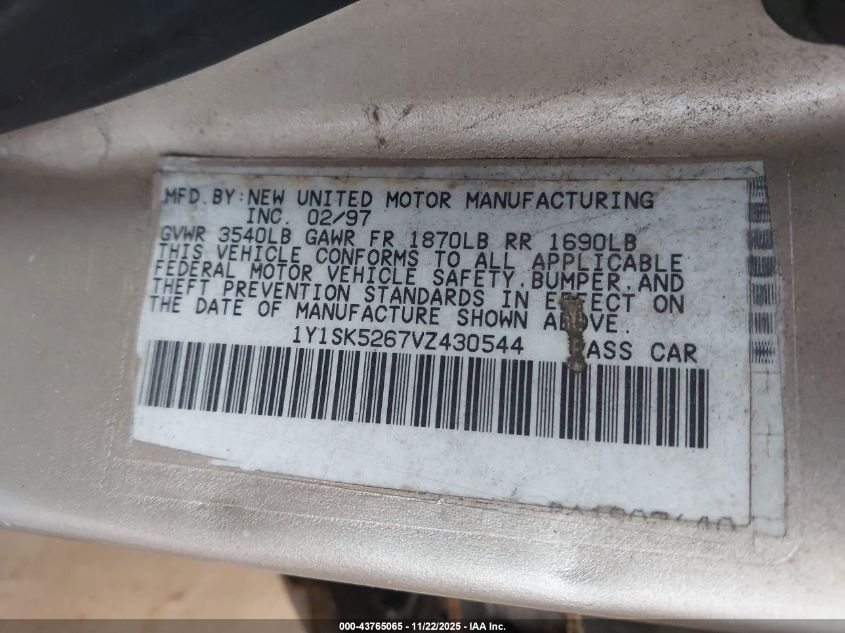 MFD. BY: NEW UNITED MOTOR MANUFACTURING
INC. 02/97
GVWR 3540LB GAWR FR 1870LB RR 1690LB
THIS VEHICLE CONFORMS TO ALL APPLICABLE
FEDERAL MOTOR VEHICLE SAFETY, BUMPER, AND
THEFT PREVENTION STANDARDS IN EFFECT ON
THE DATE OF MANUFACTURE SHOWN ABOVE.
1Y1SK5267VZ430544 PASS CAR
000-43765065 - 11/22/2025 - IAA Inc.